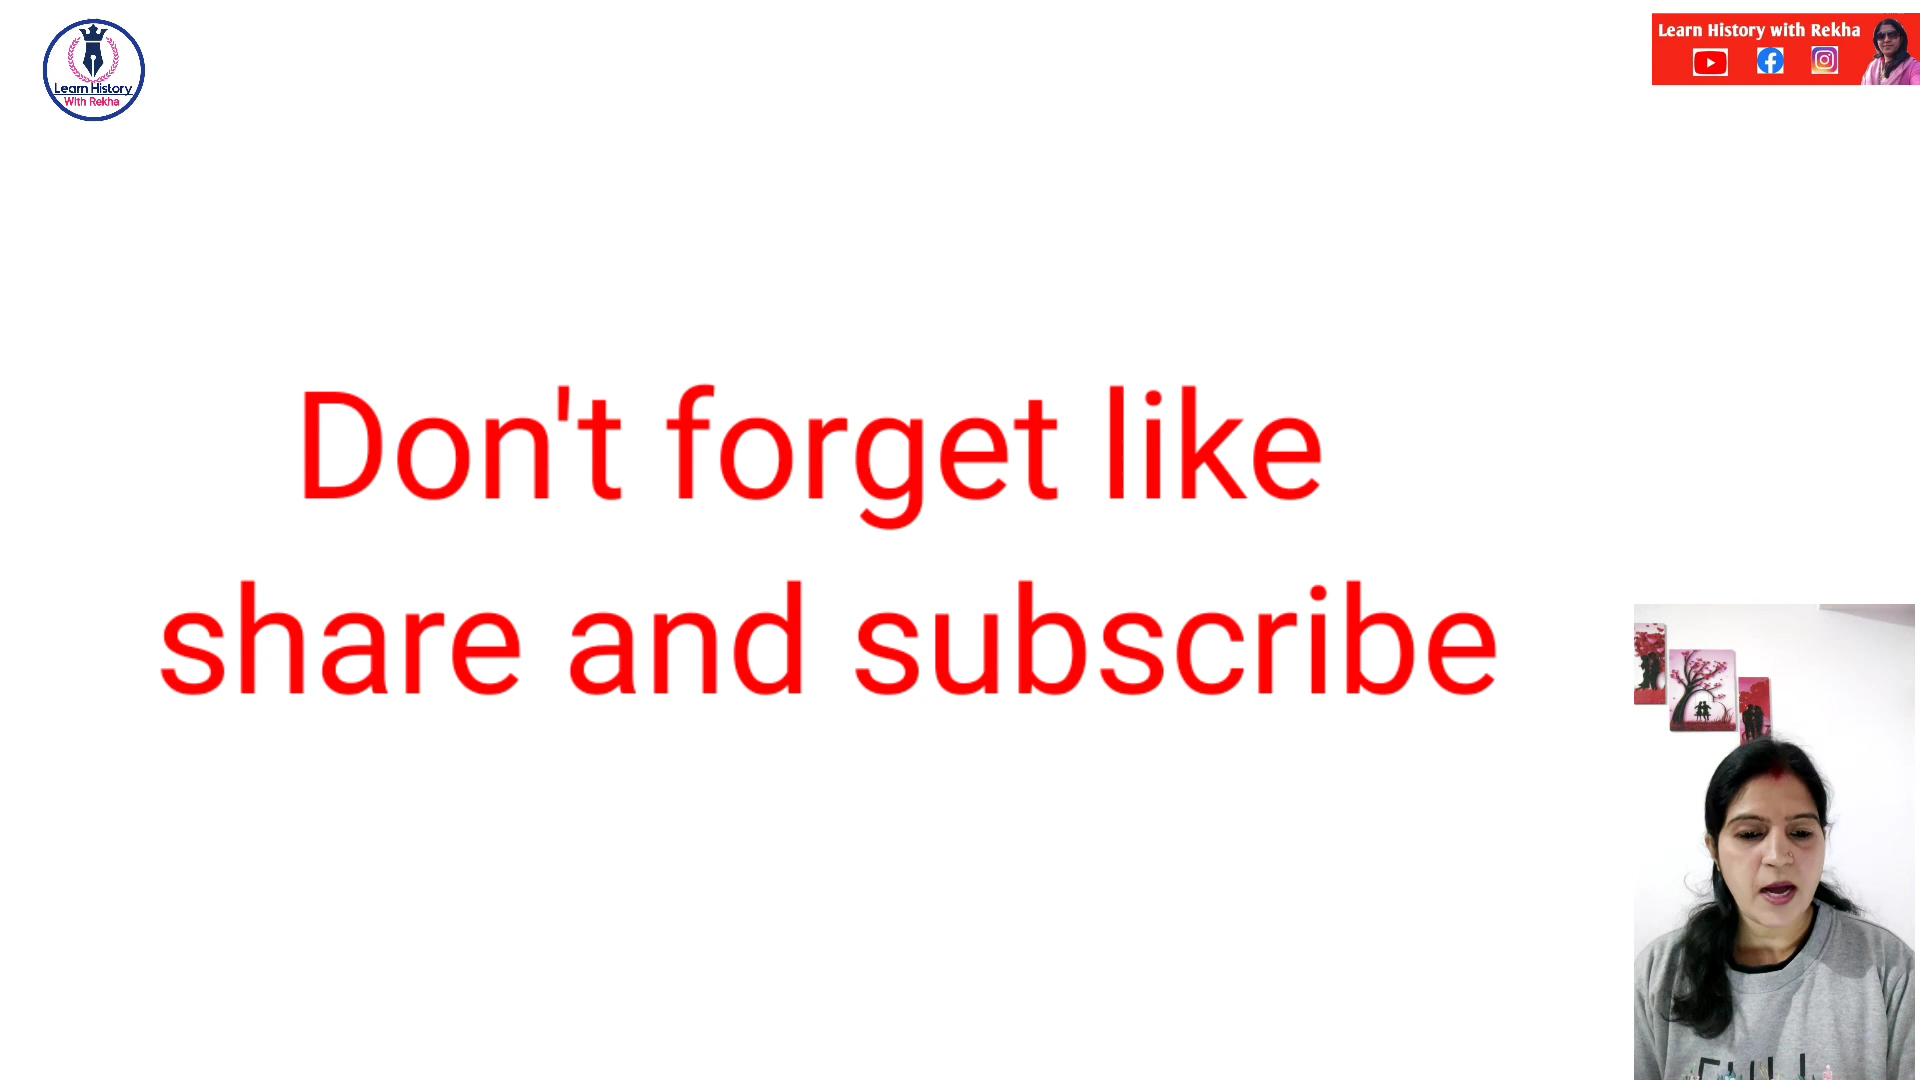 Learn History
With Rekha
Learn History with Rekha
Don't forget like
share and subscribe